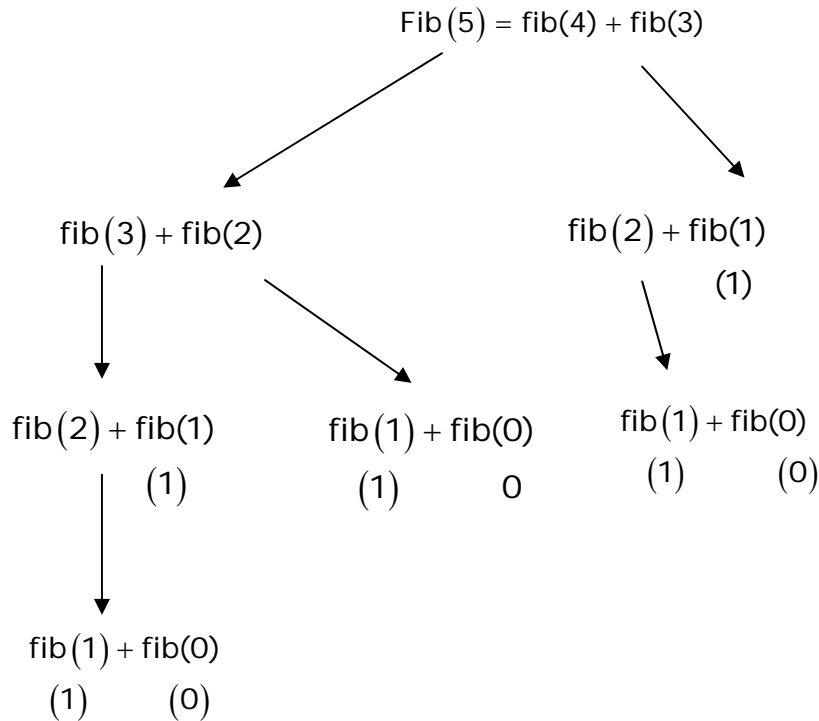 Fib(5) = fib(4) + fib(3)
fib(3) + fib(2) fib(2) + fib(1)
(1)
fib(2) + fib(1) fib(1) + fib(0) fib(1) + fib(0)
(1) (1) 0 (1) (0)
fib(1) + fib(0)
(1) (0)